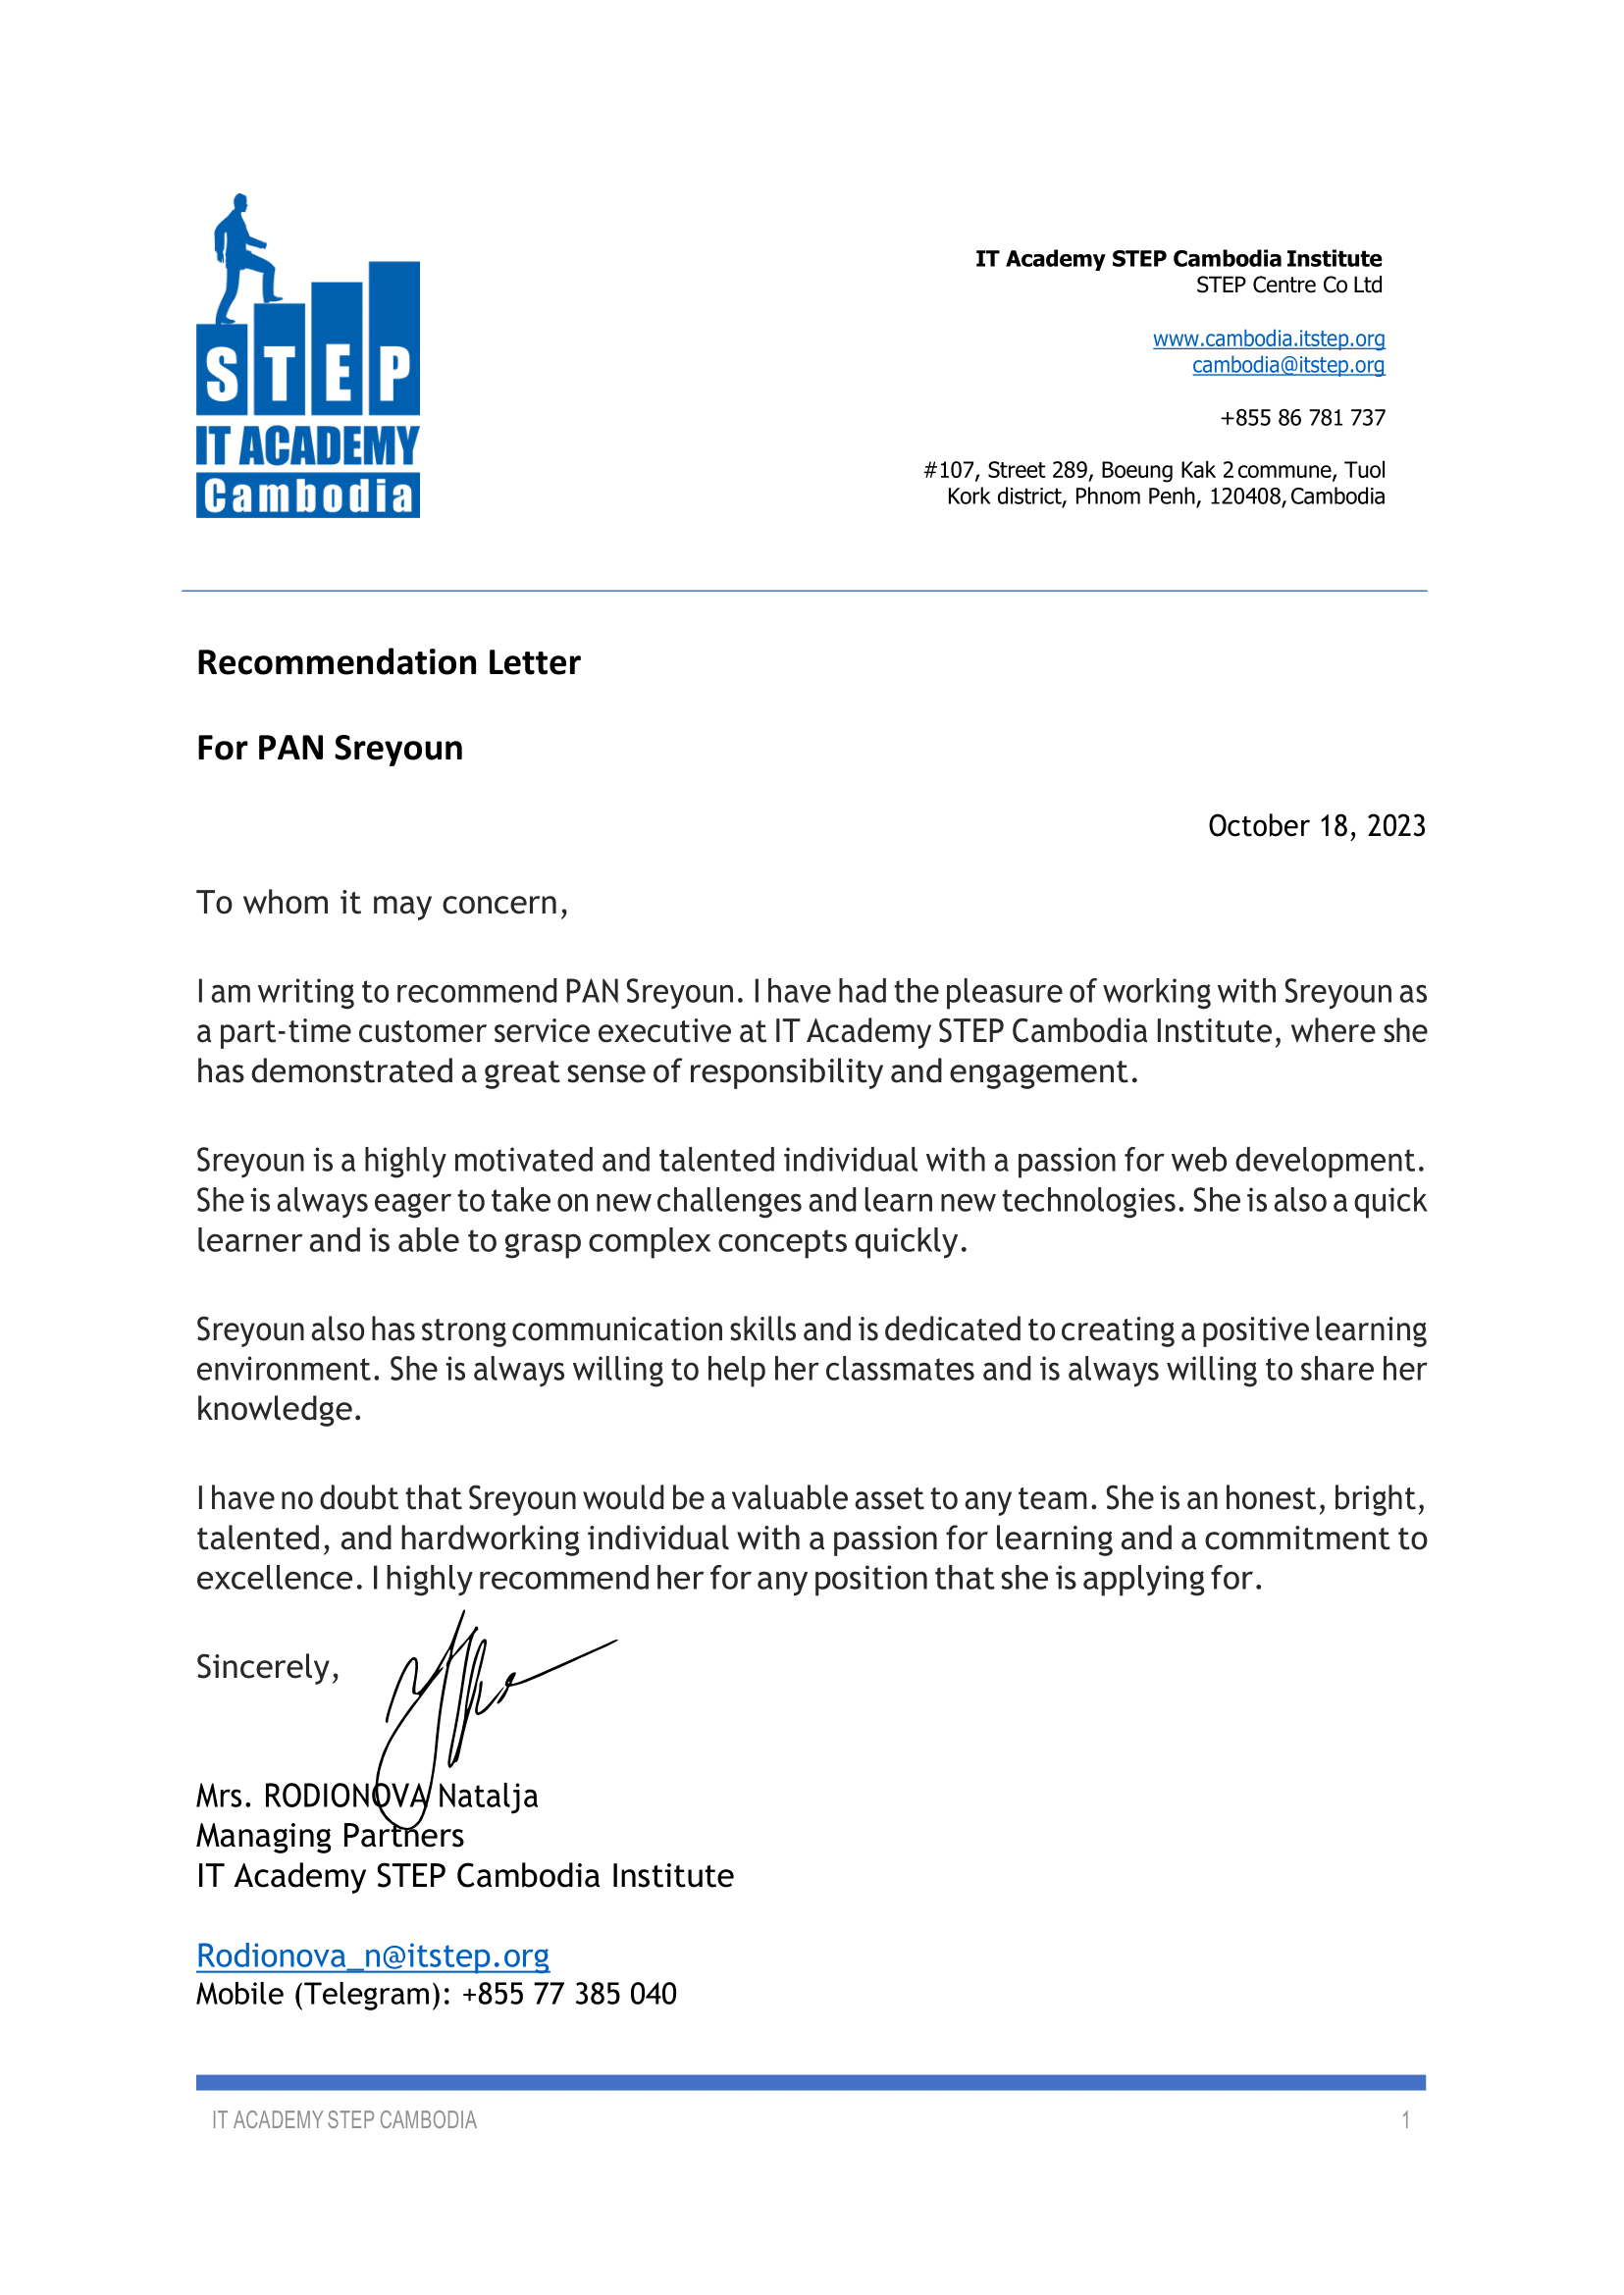 STEP
IT ACADEMY
Cambodia
IT Academy STEP Cambodia Institute
STEP Centre Co Ltd
www.cambodia.itstep.org
cambodia@itstep.org
+855 86 781 737
#107, Street 289, Boeung Kak 2 commune, Tuol
Kork district, Phnom Penh, 120408, Cambodia
Recommendation Letter
For PAN Sreyoun
October 18, 2023
To whom it may concern,
I am writing to recommend PAN Sreyoun. I have had the pleasure of working with Sreyoun as
a part-time customer service executive at IT Academy STEP Cambodia Institute, where she
has demonstrated a great sense of responsibility and engagement.
Sreyoun is a highly motivated and talented individual with a passion for web development.
She is always eager to take on new challenges and learn new technologies. She is also a quick
learner and is able to grasp complex concepts quickly.
Sreyoun also has strong communication skills and is dedicated to creating a positive learning
environment. She is always willing to help her classmates and is always willing to share her
knowledge.
I have no doubt that Sreyoun would be a valuable asset to any team. She is an honest, bright,
talented, and hardworking individual with a passion for learning and a commitment to
excellence. I highly recommend her for any position that she is applying for.
Sincerely,
Mrs. RODIONOVA Natalja
Managing Partners
IT Academy STEP Cambodia Institute
Rodionova_n@itstep.org
Mobile (Telegram): +855 77 385 040
IT ACADEMY STEP CAMBODIA 1